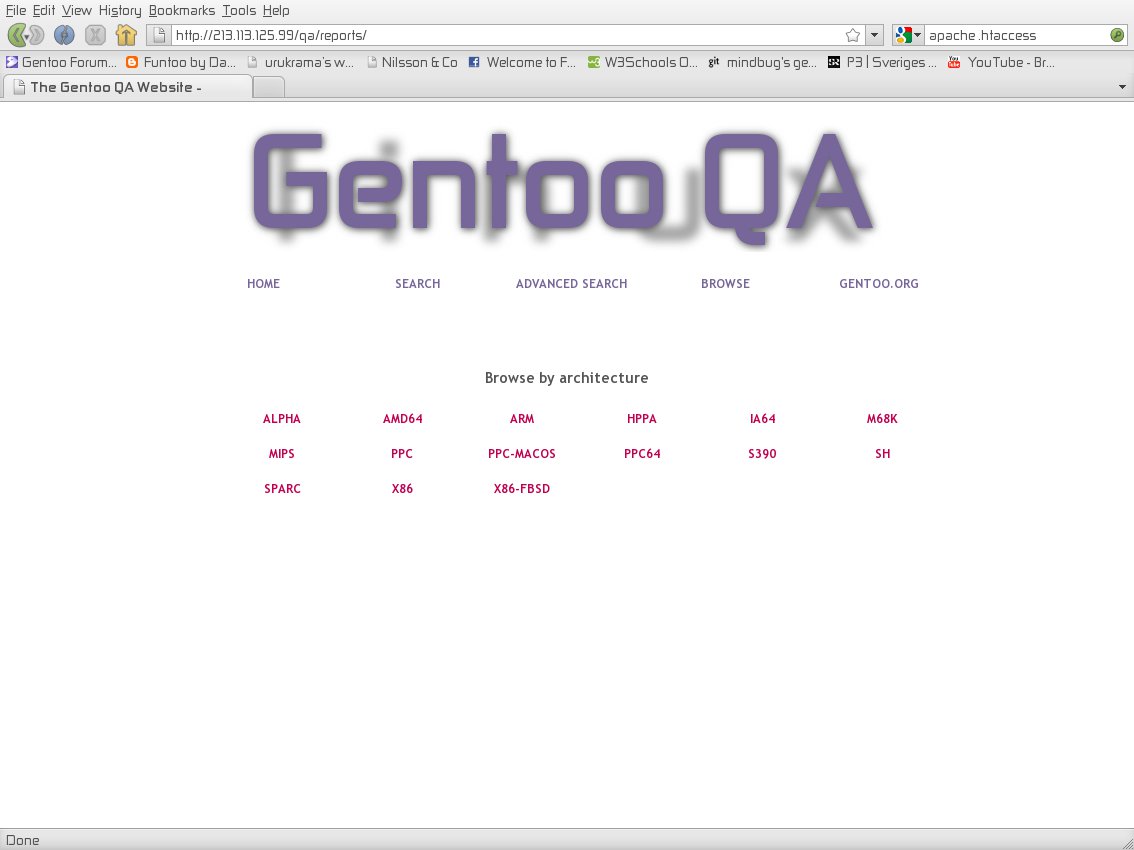 File Edit View History Bookmarks Tools Help
http://213.113.125.99/qa/reports/ apache .htaccess
Gentoo Forum... Funtoo by Da... urukrama's w... Nilsson & Co Welcome to F... W3Schools O... git mindbug's ge... P3 | Sveriges ... You Tube YouTube - Br...
The Gentoo QA Website -
Gentoo QA
HOME SEARCH ADVANCED SEARCH BROWSE GENTOO.ORG
Browse by architecture
ALPHA AMD64 ARM HPPA IA64 M68K
MIPS PPC PPC-MACOS PPC64 S390 SH
SPARC X86 X86-FBSD
Done